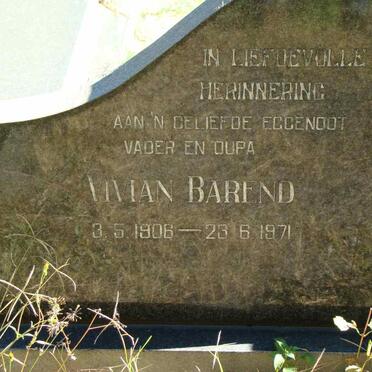 IN LIEFDEVOLLE
HERINNERING
AAN 'N GELIEFDE EGGENOOT
VADER EN OUPA
VIVIAN BAREND
3.5.1906 — 23.6.1971